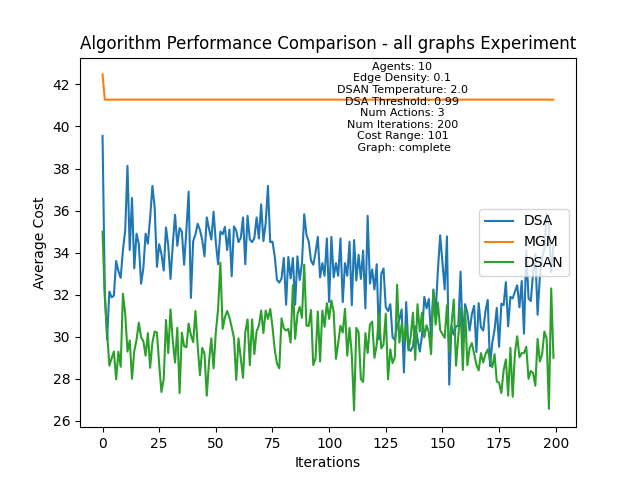 Algorithm Performance Comparison - all graphs Experiment
Agents: 10
Edge Density: 0.1
DSAN Temperature: 2.0
DSA Threshold: 0.99
Num Actions: 3
Num Iterations: 200
Cost Range: 101
Graph: complete
Average Cost
42
40
38
36
34
32
30
28
26
DSA
MGM
DSAN
0 25 50 75 100 125 150 175 200
Iterations